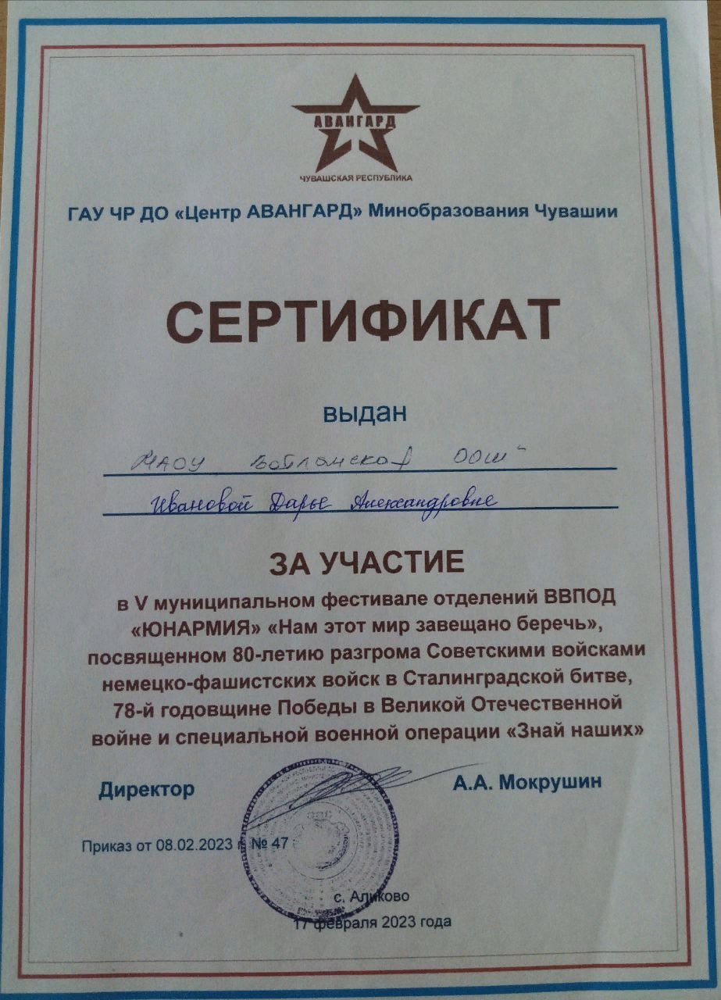 АВАНГАРД
ЧУВАШСКАЯ РЕСПУБЛИКА
ГАУ ЧР ДО «Центр АВАНГАРД» Минобразования Чувашии
СЕРТИФИКАТ
выдан
МАОУ ООШ
Ивановой Дарье Александровне
ЗА УЧАСТИЕ
в V муниципальном фестивале отделений ВВПОД
«ЮНАРМИЯ» «Нам этот мир завещано беречь»,
посвященном 80-летию разгрома Советскими войсками
немецко-фашистских войск в Сталинградской битве,
78-й годовщине Победы в Великой Отечественной
войне и специальной военной операции «Знай наших»
Директор А.А. Мокрушин
Приказ от 08.02.2023 г. № 47
с. Аликово
17 февраля 2023 года